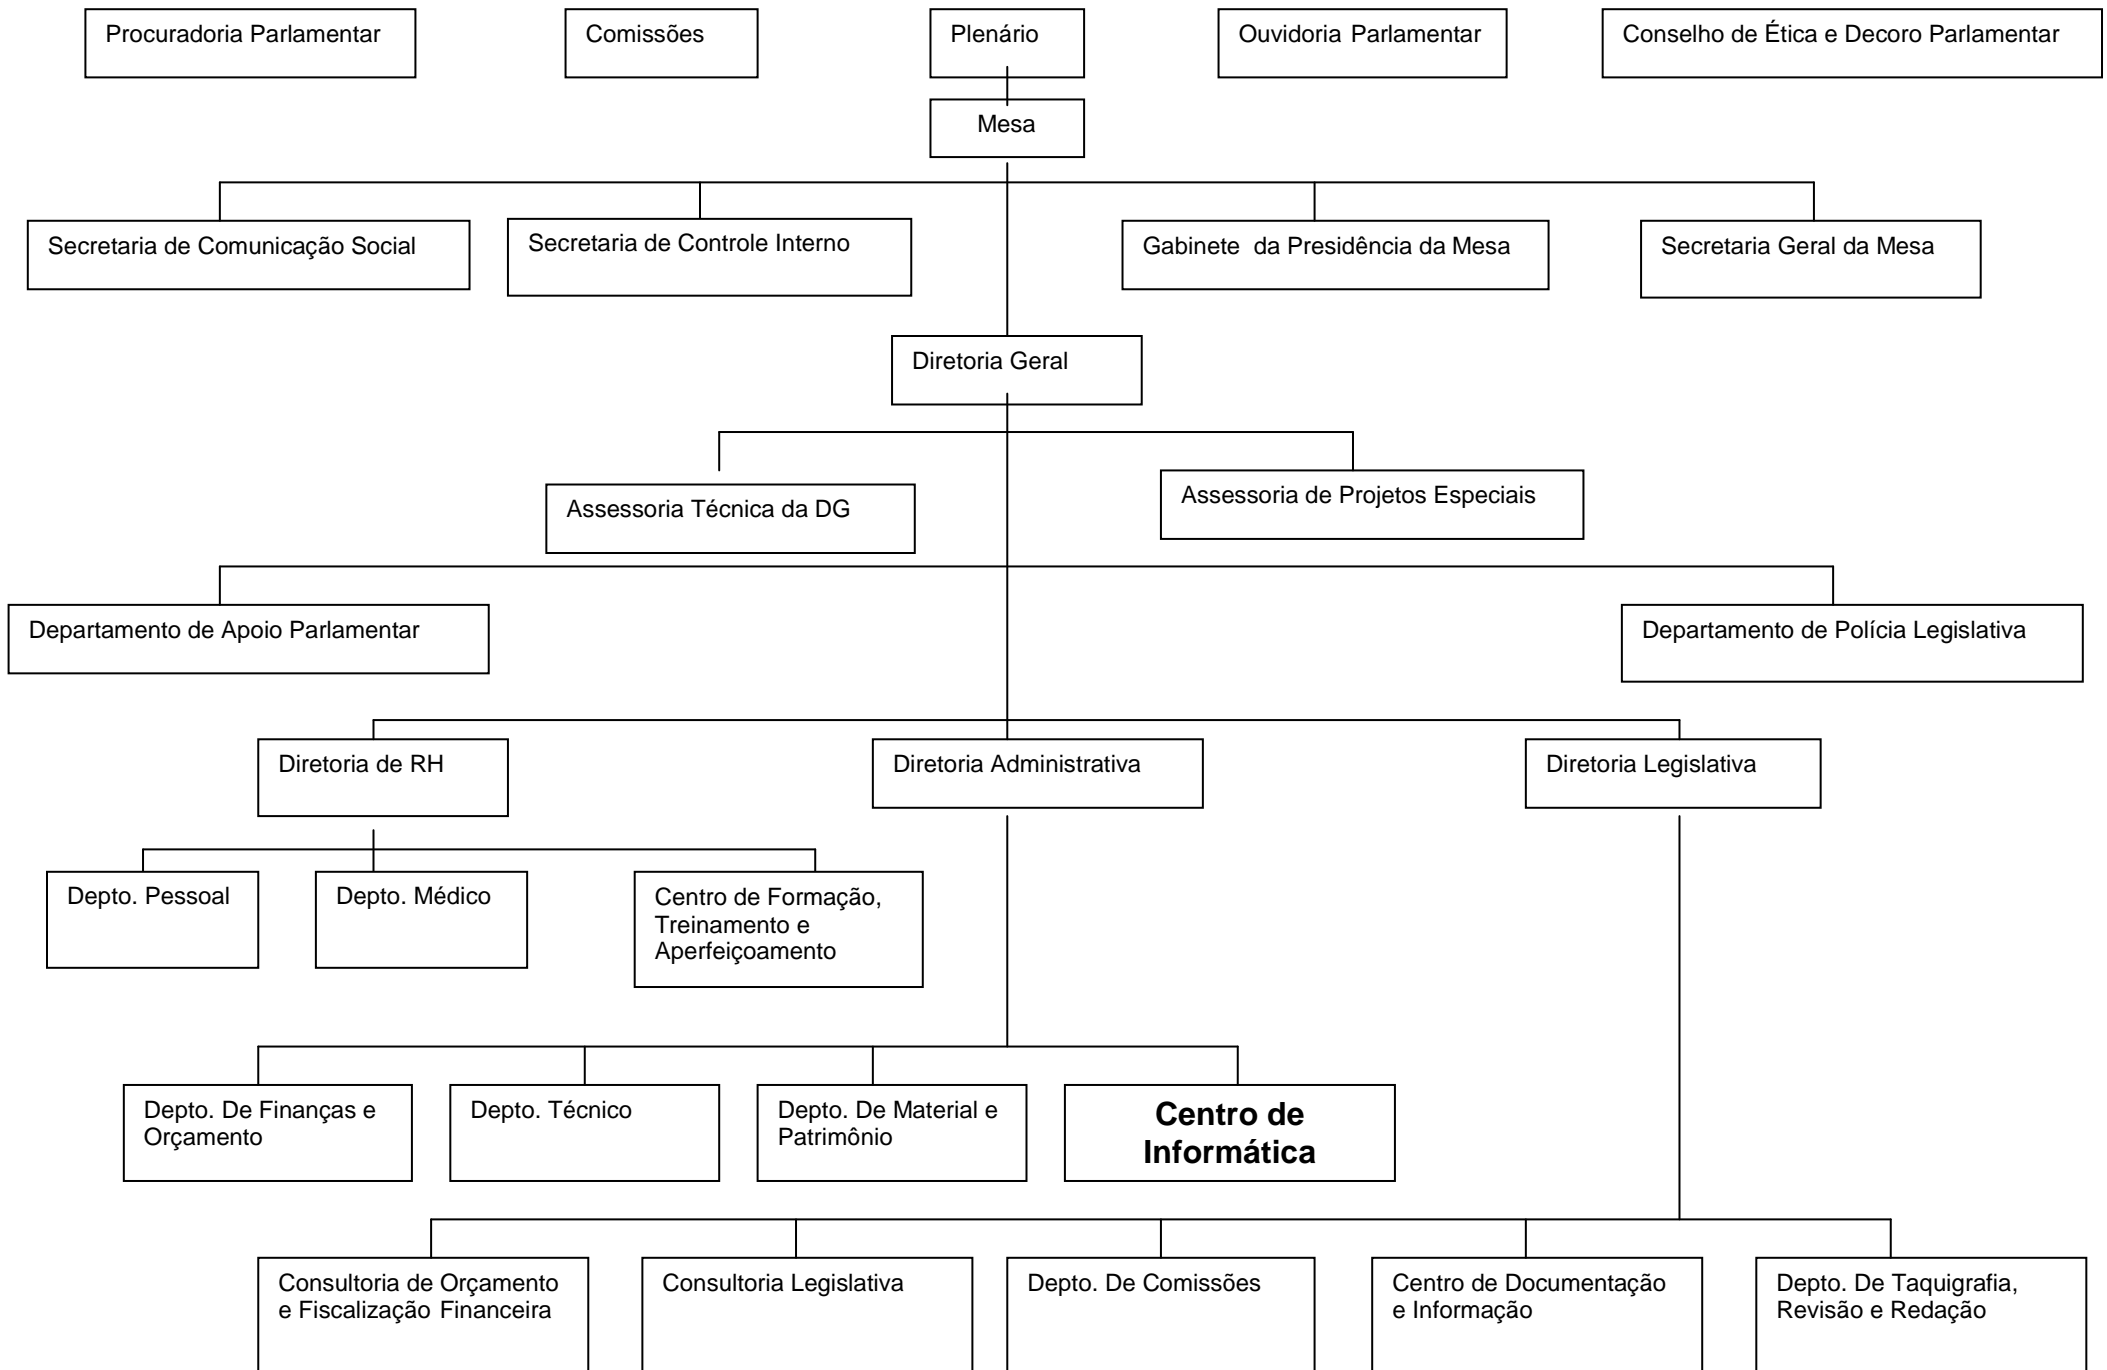 Procuradoria Parlamentar
Comissões
Plenário
Ouvidoria Parlamentar
Conselho de Ética e Decoro Parlamentar
Mesa
Secretaria de Comunicação Social
Secretaria de Controle Interno
Gabinete da Presidência da Mesa
Secretaria Geral da Mesa
Diretoria Geral
Assessoria Técnica da DG
Assessoria de Projetos Especiais
Departamento de Apoio Parlamentar
Departamento de Polícia Legislativa
Diretoria de RH
Diretoria Administrativa
Diretoria Legislativa
Depto. Pessoal
Depto. Médico
Centro de Formação,
Treinamento e
Aperfeiçoamento
Depto. De Finanças e
Orçamento
Depto. Técnico
Depto. De Material e
Patrimônio
Centro de
Informática
Consultoria de Orçamento
e Fiscalização Financeira
Consultoria Legislativa
Depto. De Comissões
Centro de Documentação
e Informação
Depto. De Taquigrafia,
Revisão e Redação